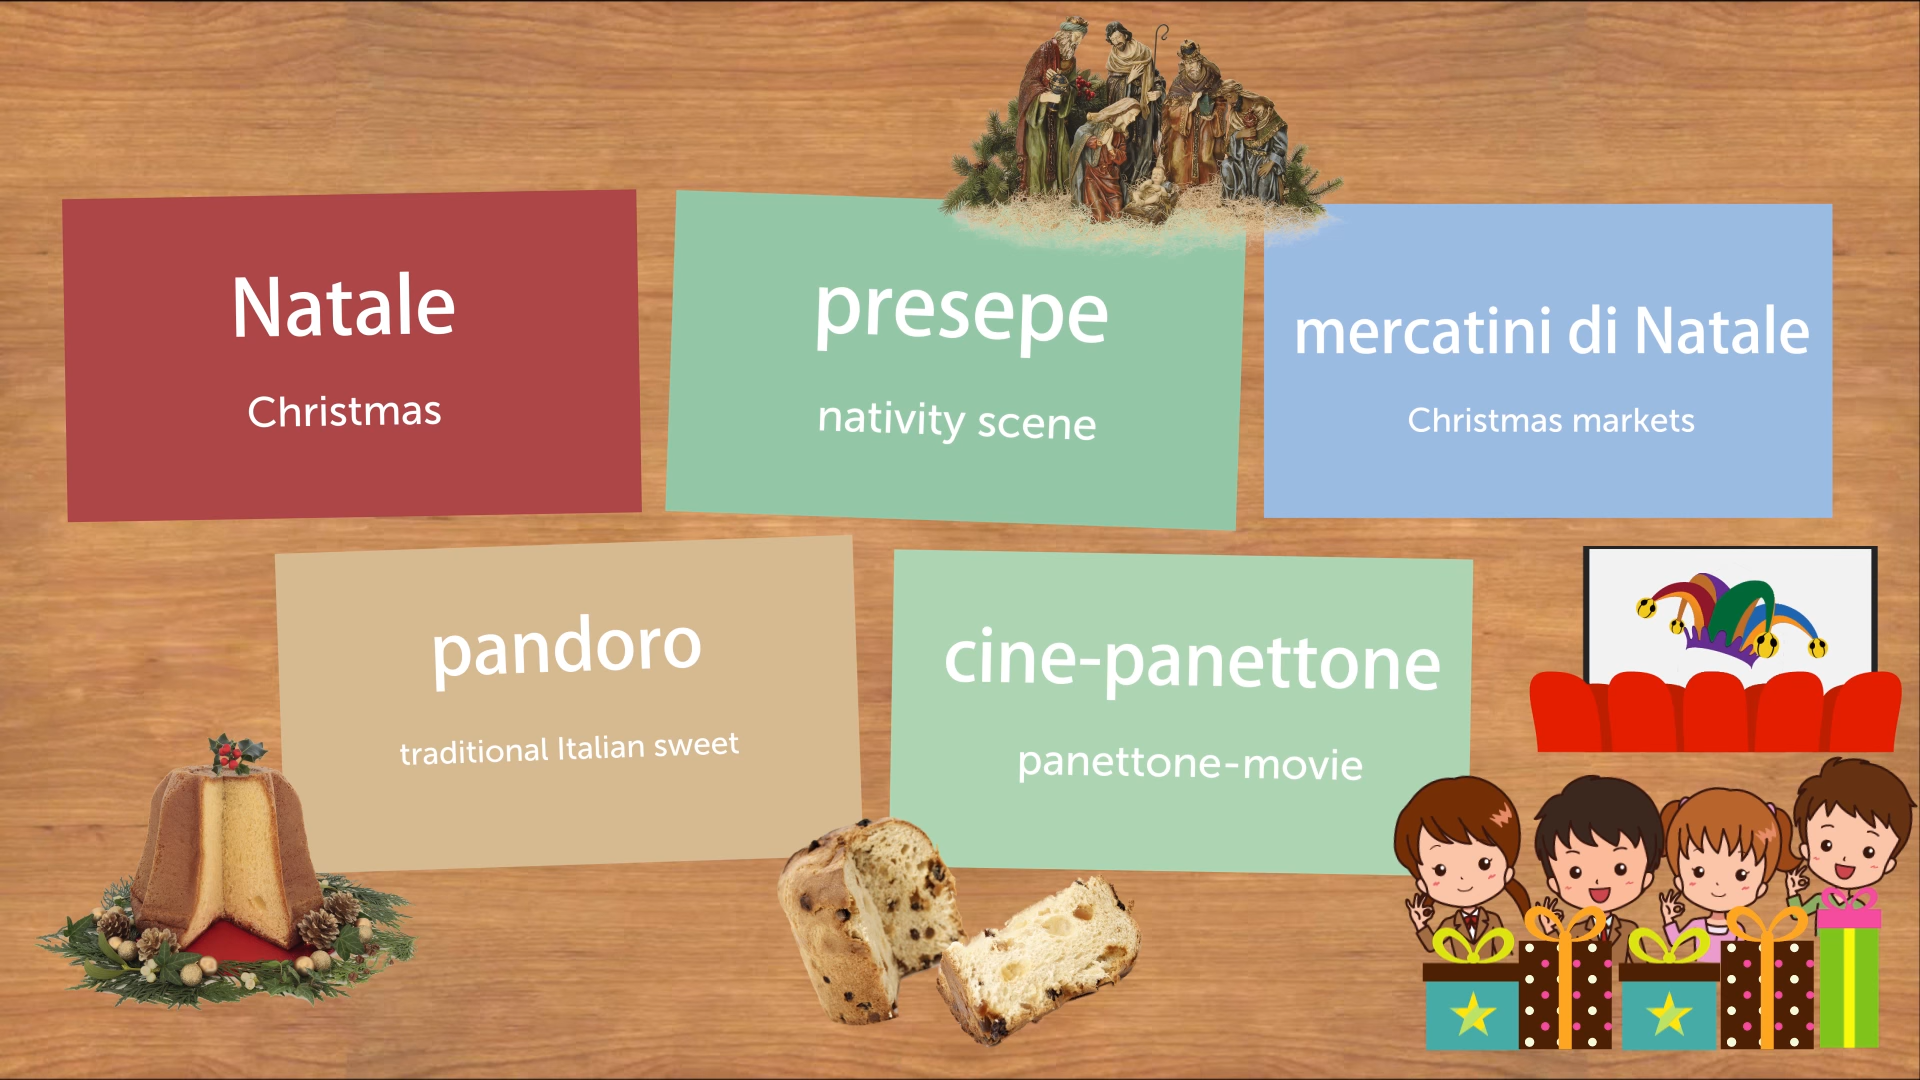 Natale
Christmas
presepe
nativity scene
mercatini di Natale
Christmas markets
pandoro
traditional Italian sweet
cine-panettone
panettone-movie